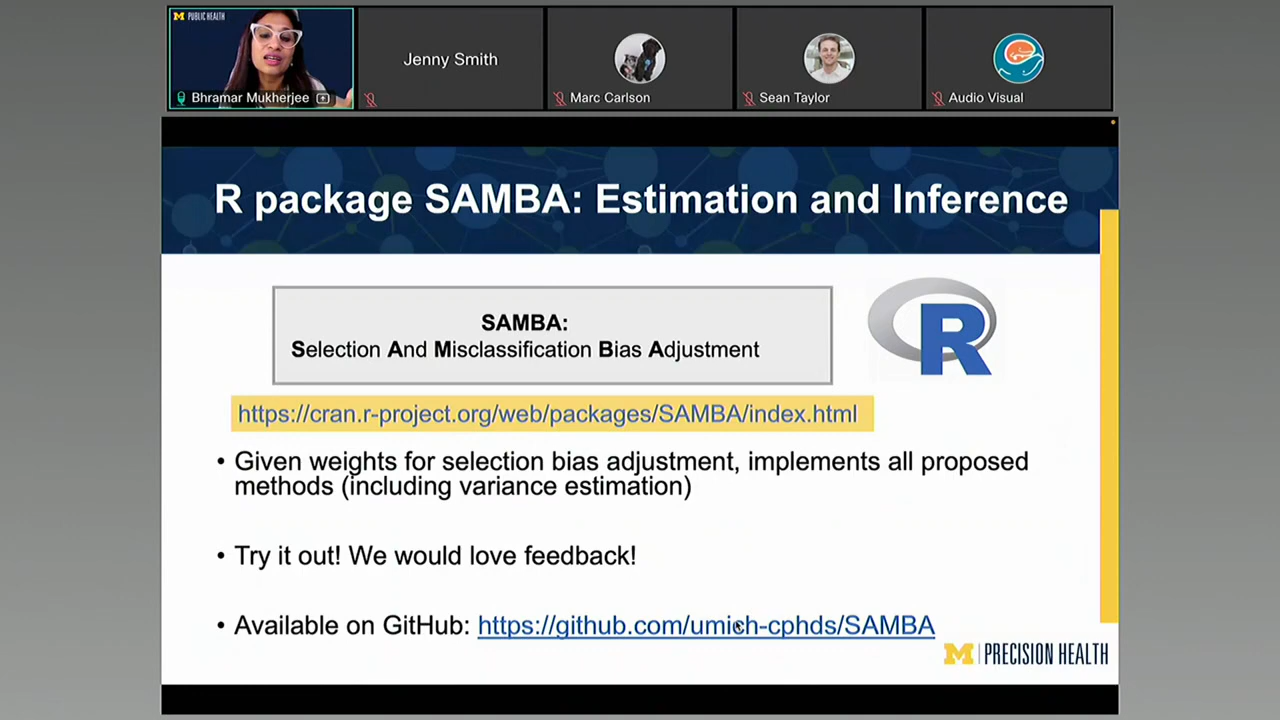 M PUBLIC HEALTH
Bhramar Mukherjee
Jenny Smith
Marc Carlson
Sean Taylor
Audio Visual
R package SAMBA: Estimation and Inference
SAMBA:
Selection And Misclassification Bias Adjustment
R
https://cran.r-project.org/web/packages/SAMBA/index.html
• Given weights for selection bias adjustment, implements all proposed
methods (including variance estimation)
• Try it out! We would love feedback!
• Available on GitHub: https://github.com/umich-cphds/SAMBA
M | PRECISION HEALTH